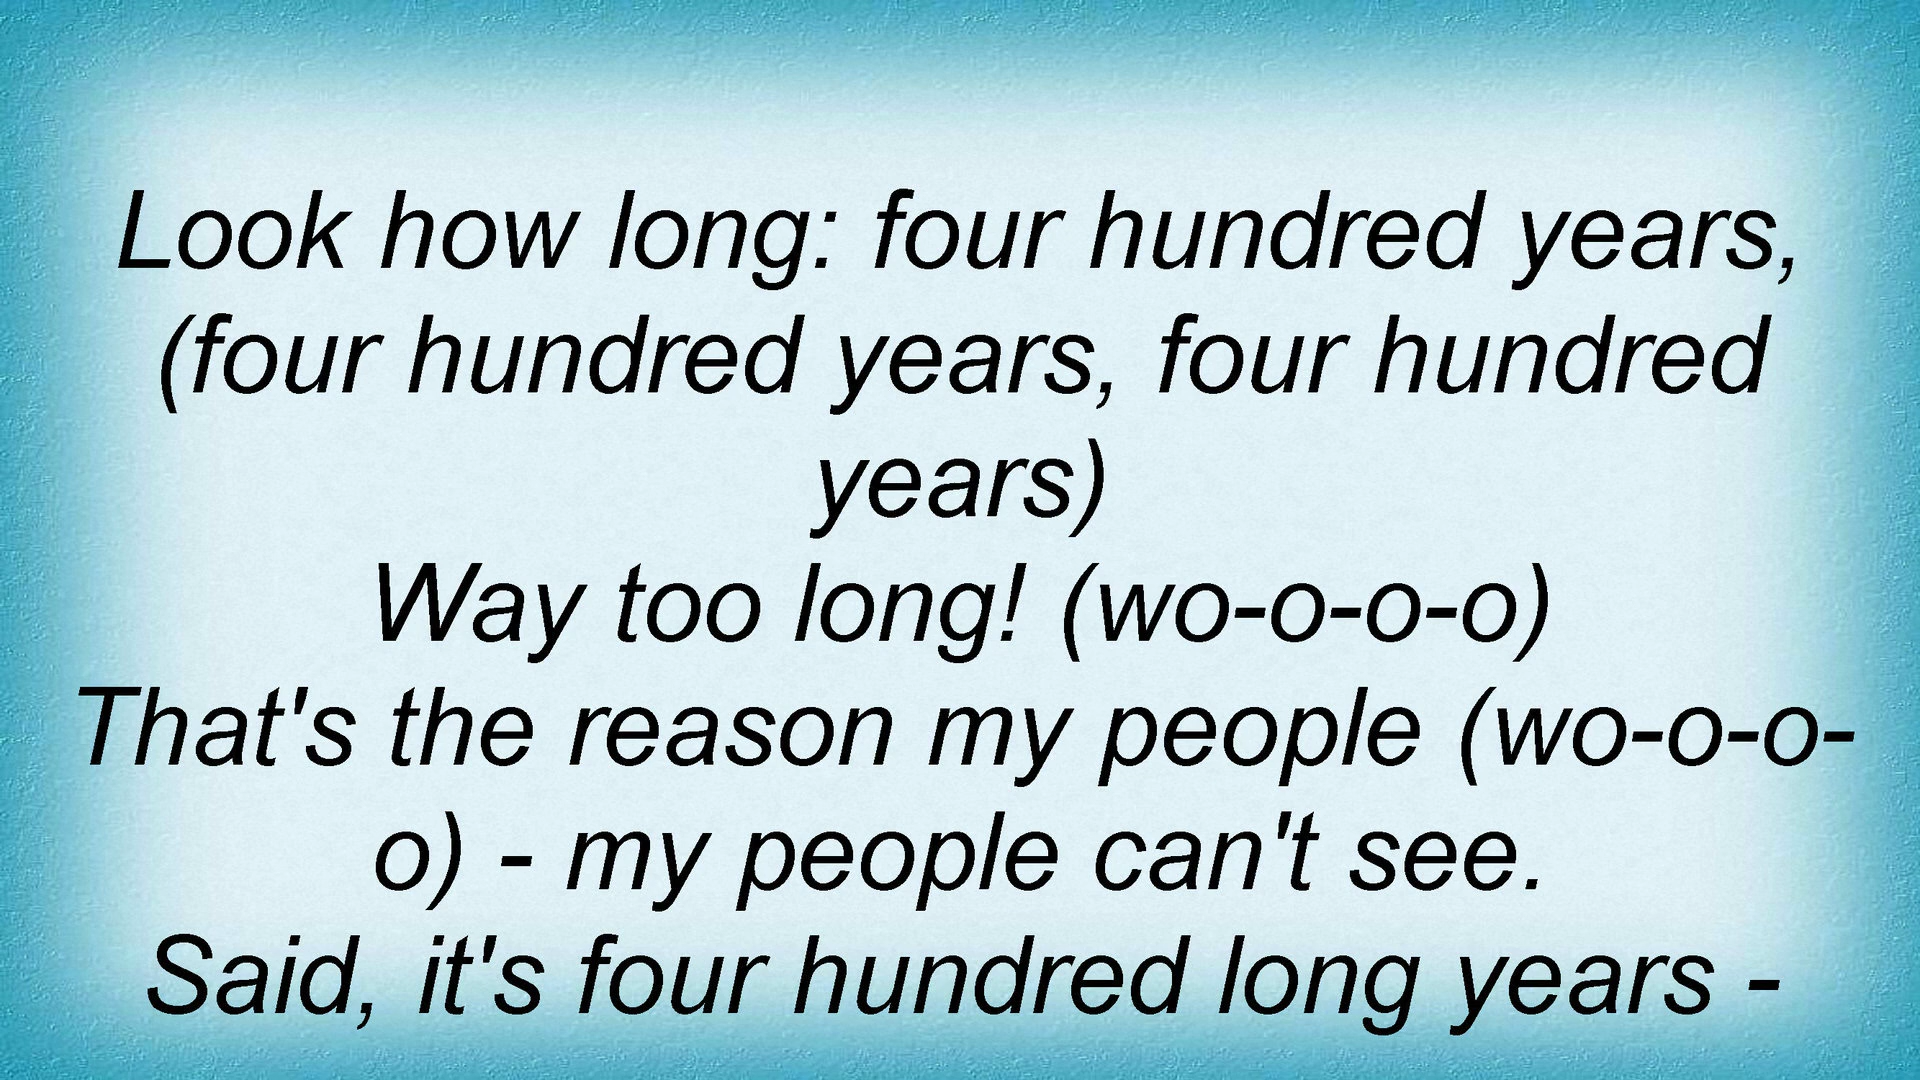 Look how long: four hundred years,
(four hundred years, four hundred
years)
Way too long! (wo-o-o-o)
That's the reason my people (wo-o-o-
o) - my people can't see.
Said, it's four hundred long years -